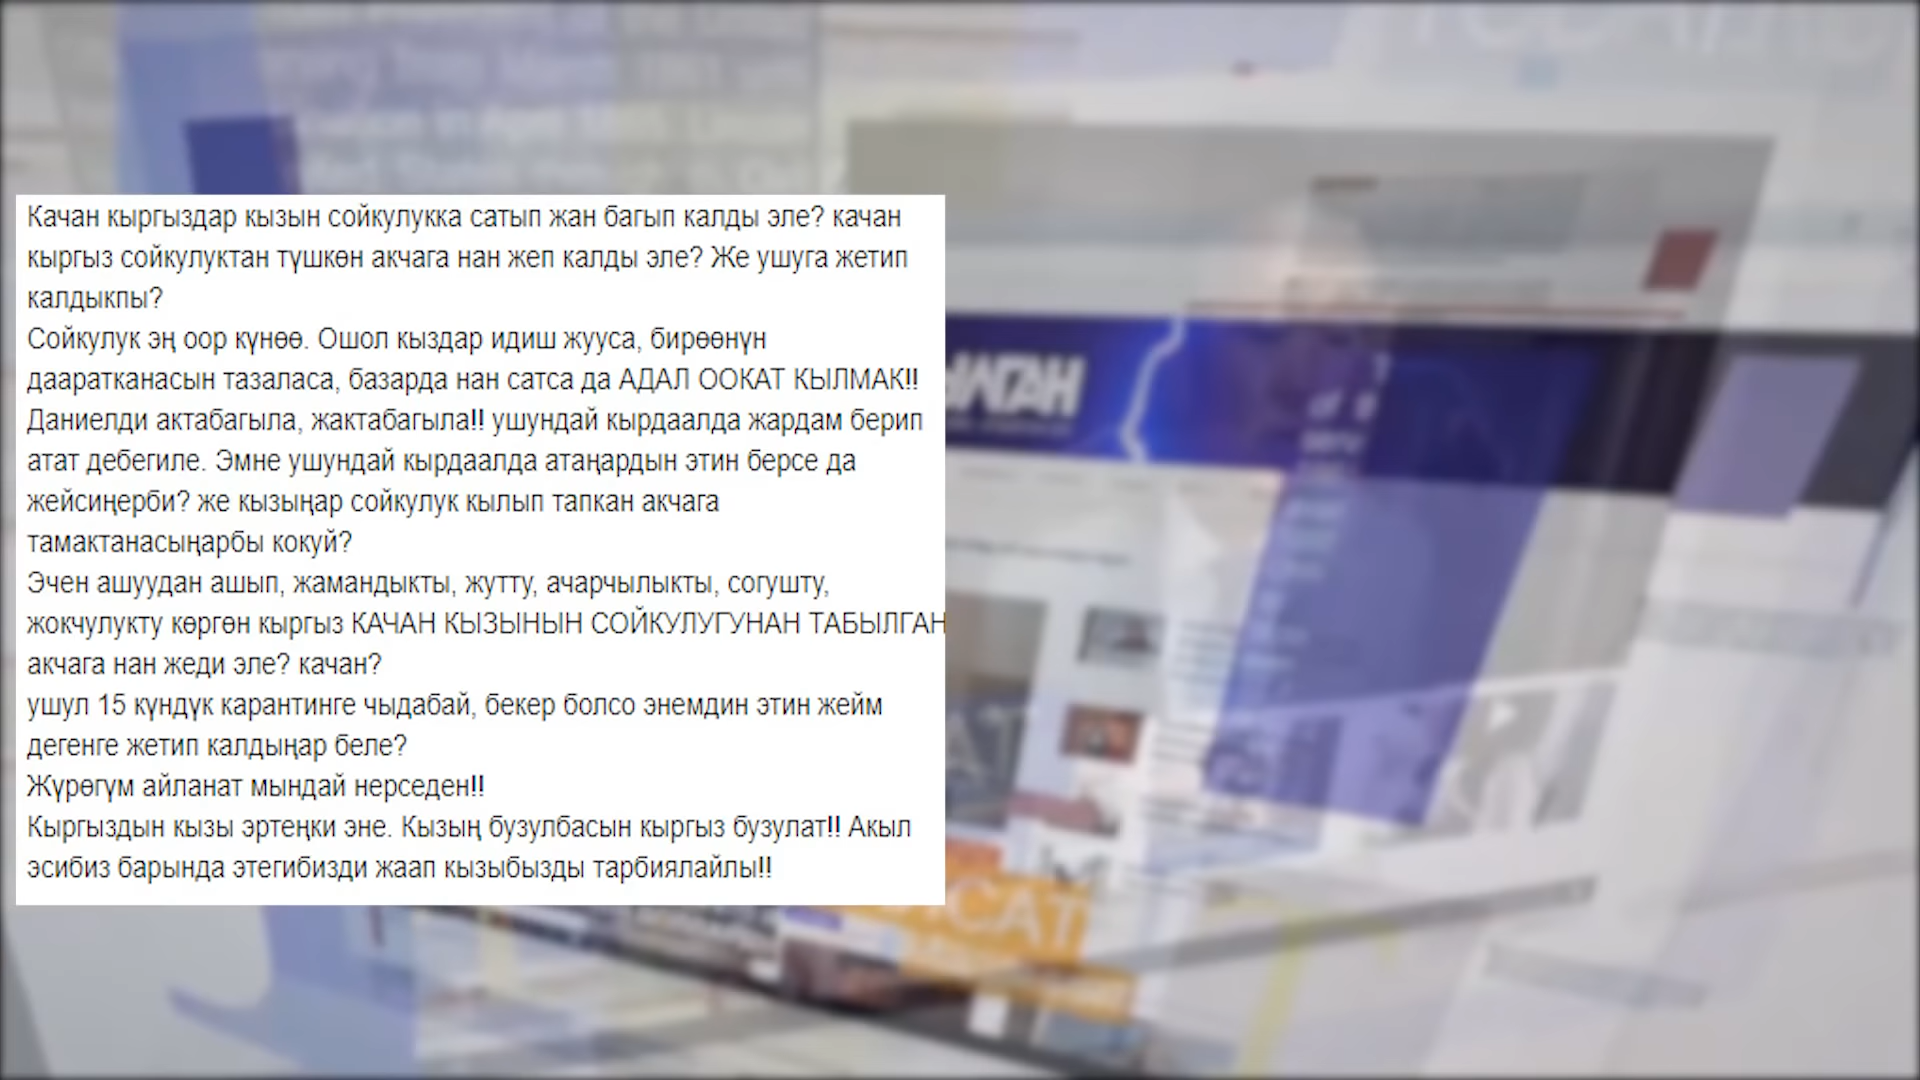 Качан кыргыздар кызын сойкулукка сатып жан багып калды эле? качан
кыргыз сойкулуктан түшкөн акчага нан жеп калды эле? Же ушуга жетип
калдыкпы?
Сойкулук эң оор күнөө. Ошол кыздар идиш жууса, бирөөнүн
дааратканасын тазаласа, базарда нан сатса да АДАЛ ООКАТ КЫЛМАК!!
Даниелди актабагыла, жактабагыла!! ушундай кырдаалда жардам берип
атат дебегиле. Эмне ушундай кырдаалда атаңардын этин берсе да
жейсиңерби? же кызыңар сойкулук кылып тапкан акчага
тамактанасыңарбы кокуй?
Эчен ашуудан ашып, жамандыкты, жутту, ачарчылыкты, согушту,
жокчулукту көргөн кыргыз КАЧАН КЫЗЫНЫН СОЙКУЛУГУНАН ТАБЫЛГАН
акчага нан жеди эле? качан?
ушул 15 күндүк карантинге чыдабай, бекер болсо энемдин этин жейм
дегенге жетип калдыңар беле?
Жүрөгүм айланат мындай нерседен!!
Кыргыздын кызы эртеңки эне. Кызың бузулбасын кыргыз бузулат!! Акыл
эсибиз барында этегибизди жаап кызыбызды тарбиялайлы!!